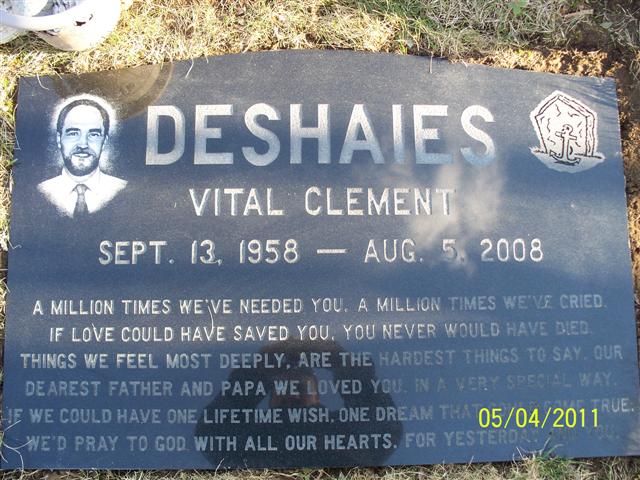 DESHAIES
VITAL CLEMENT
SEPT. 13, 1958 — AUG. 5, 2008
A MILLION TIMES WE'VE NEEDED YOU, A MILLION TIMES WE'VE CRIED.
IF LOVE COULD HAVE SAVED YOU, YOU NEVER WOULD HAVE DIED.
THINGS WE FEEL MOST DEEPLY, ARE THE HARDEST THINGS TO SAY. OUR
DEAREST FATHER AND PAPA WE LOVED YOU, IN A VERY SPECIAL WAY.
IF WE COULD HAVE ONE LIFETIME WISH, ONE DREAM THAT COULD COME TRUE,
WE'D PRAY TO GOD WITH ALL OUR HEARTS, FOR YESTERDAY AND YOU.
05/04/2011